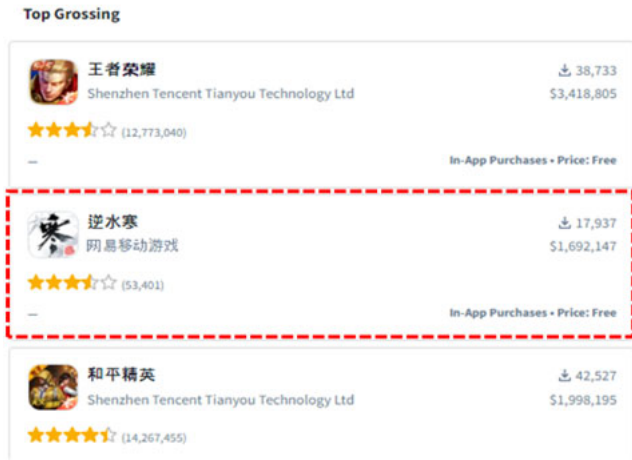 Top Grossing
王者荣耀
38,733
Shenzhen Tencent Tianyou Technology Ltd
$3,418,805
(12,773,040)
—
In-App Purchases • Price: Free
寒
逆水寒
17,937
网易移动游戏
$1,692,147
(53,401)
—
In-App Purchases • Price: Free
和平精英
42,527
Shenzhen Tencent Tianyou Technology Ltd
$1,998,195
(14,267,455)